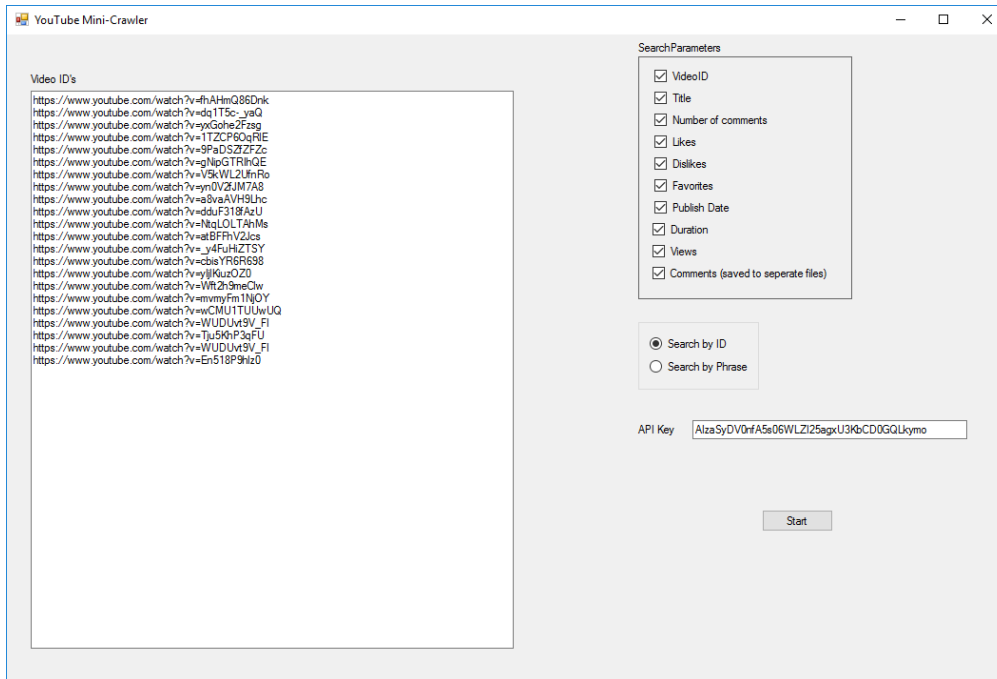 YouTube Mini-Crawler
Video ID's
https://www.youtube.com/watch?v=fhAHmQ86Dnk
https://www.youtube.com/watch?v=dq1T5c-_yaQ
https://www.youtube.com/watch?v=yxGohe2Fzsg
https://www.youtube.com/watch?v=1TZCP6OqRlE
https://www.youtube.com/watch?v=9PaDSZfZFZc
https://www.youtube.com/watch?v=gNipGTRlhQE
https://www.youtube.com/watch?v=V5kWL2UfnRo
https://www.youtube.com/watch?v=yn0V2fJM7A8
https://www.youtube.com/watch?v=a8vaAVH9Lhc
https://www.youtube.com/watch?v=dduF318fAzU
https://www.youtube.com/watch?v=NtqLOLTAhMs
https://www.youtube.com/watch?v=atBFFhV2Jcs
https://www.youtube.com/watch?v=_y4FuHiZTSY
https://www.youtube.com/watch?v=cbisYR6R698
https://www.youtube.com/watch?v=yljlKiuzOZ0
https://www.youtube.com/watch?v=Wft2h9meClw
https://www.youtube.com/watch?v=mvmyFm1NjOY
https://www.youtube.com/watch?v=wCMU1TUUwUQ
https://www.youtube.com/watch?v=WUDUvt9V_FI
https://www.youtube.com/watch?v=Tju5KhP3qFU
https://www.youtube.com/watch?v=WUDUvt9V_FI
https://www.youtube.com/watch?v=En518P9hIz0
SearchParameters
VideoID
Title
Number of comments
Likes
Dislikes
Favorites
Publish Date
Duration
Views
Comments (saved to seperate files)
Search by ID
Search by Phrase
API Key AIzaSyDV0nfA5s06WLZI25agxU3KbCD0GQLkymo
Start